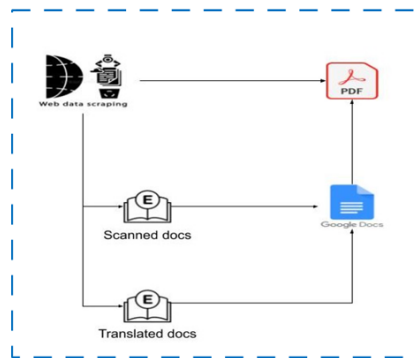 Web data scraping
PDF
E
Scanned docs
Google Docs
E
Translated docs